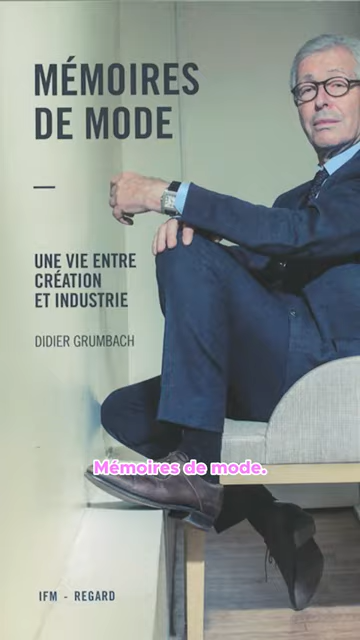 MÉMOIRES
DE MODE
—
UNE VIE ENTRE
CRÉATION
ET INDUSTRIE
DIDIER GRUMBACH
Mémoires de mode.
IFM - REGARD